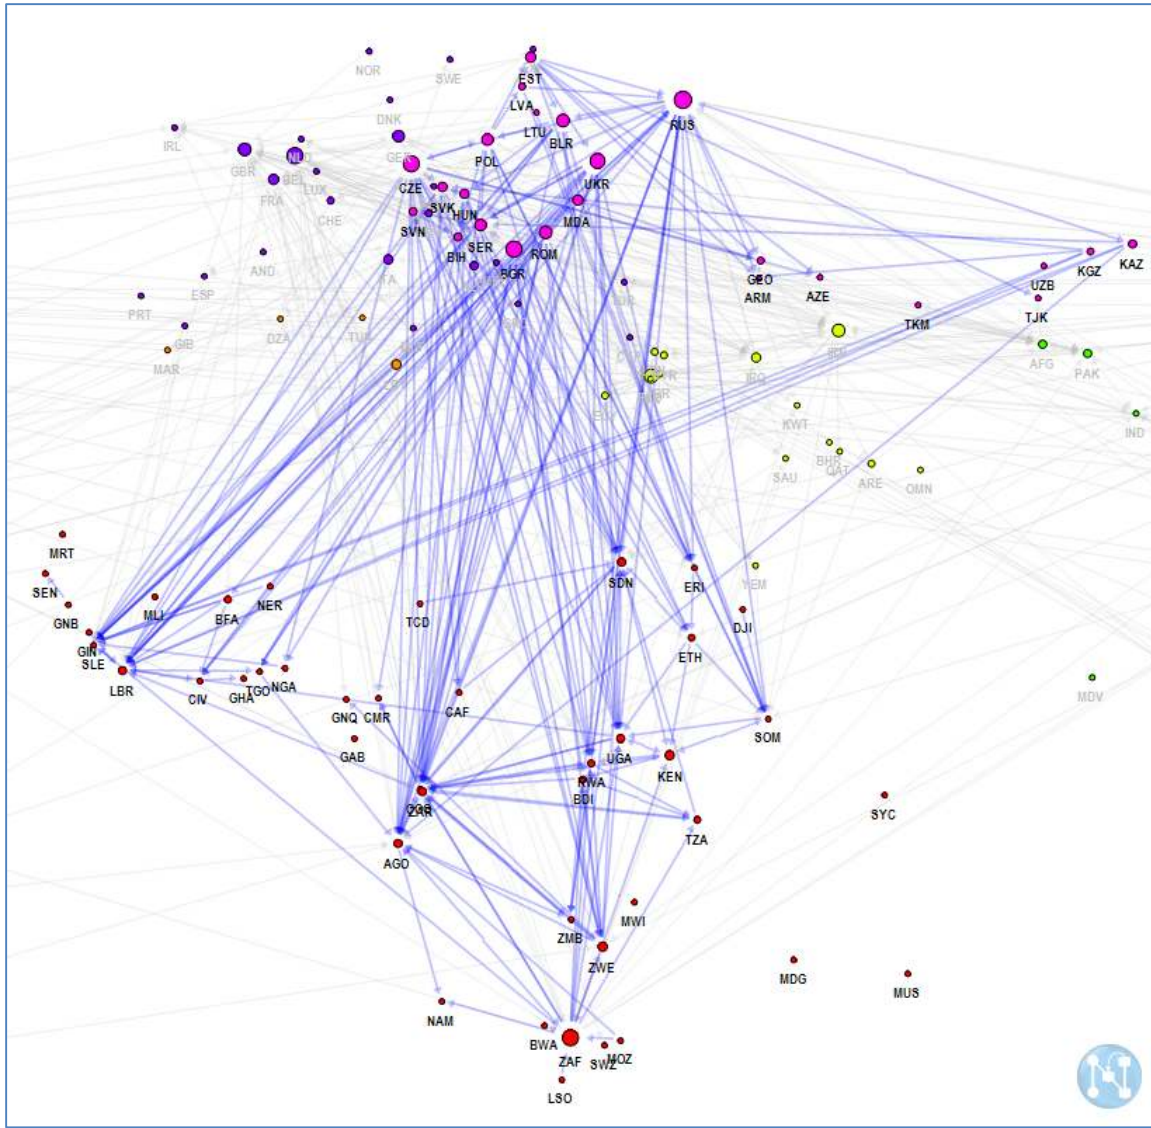 NOR
SWE
EST
LVA
RUS
DNK
LTU
BLR
IRL
GER
POL
GBR
NLD
BEL
CZE
UKR
LUX
FRA
SVK
HUN
MDA
CHE
SVN
SER
ROM
BIH
BGR
AND
GEO
KGZ
KAZ
ESP
ARM
AZE
UZB
PRT
TKM
TJK
DZA
TUN
GIB
MAR
AFG
PAK
IRQ
KWT
IND
BHR
QAT
SAU
ARE
OMN
MRT
SEN
MLI
NER
SDN
ERI
YEM
GNB
BFA
TCD
DJI
GIN
SLE
ETH
LBR
CIV
GHA
TGO
NGA
GNQ
CMR
CAF
MDV
GAB
UGA
SOM
RWA
KEN
BDI
ZAR
SYC
TZA
AGO
MWI
ZMB
ZWE
MDG
MUS
NAM
BWA
ZAF
SWZ
MOZ
LSO